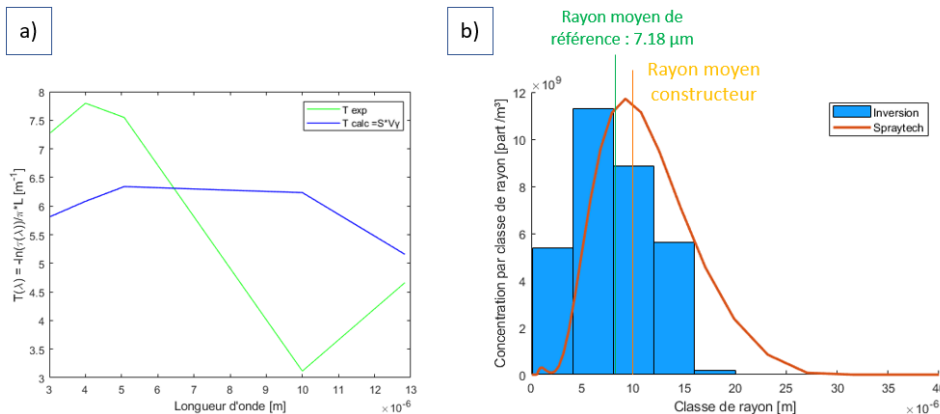 a)
8
7.5
7
6.5
6
5.5
5
4.5
4
3.5
3
3
4
5
6
7
8
9
10
11
12
13
×10⁻⁶
Longueur d'onde [m]
T(λ) = -ln(τ(λ))/π*L [m⁻¹]
T exp
T calc =S*Vγ
b)
Rayon moyen de
référence : 7.18 µm
Rayon moyen
constructeur
×10⁹
12
10
8
6
4
2
0
0
5
10
15
20
25
30
35
40
×10⁻⁶
Classe de rayon [m]
Concentration par classe de rayon [part /m³]
Inversion
Spraytech